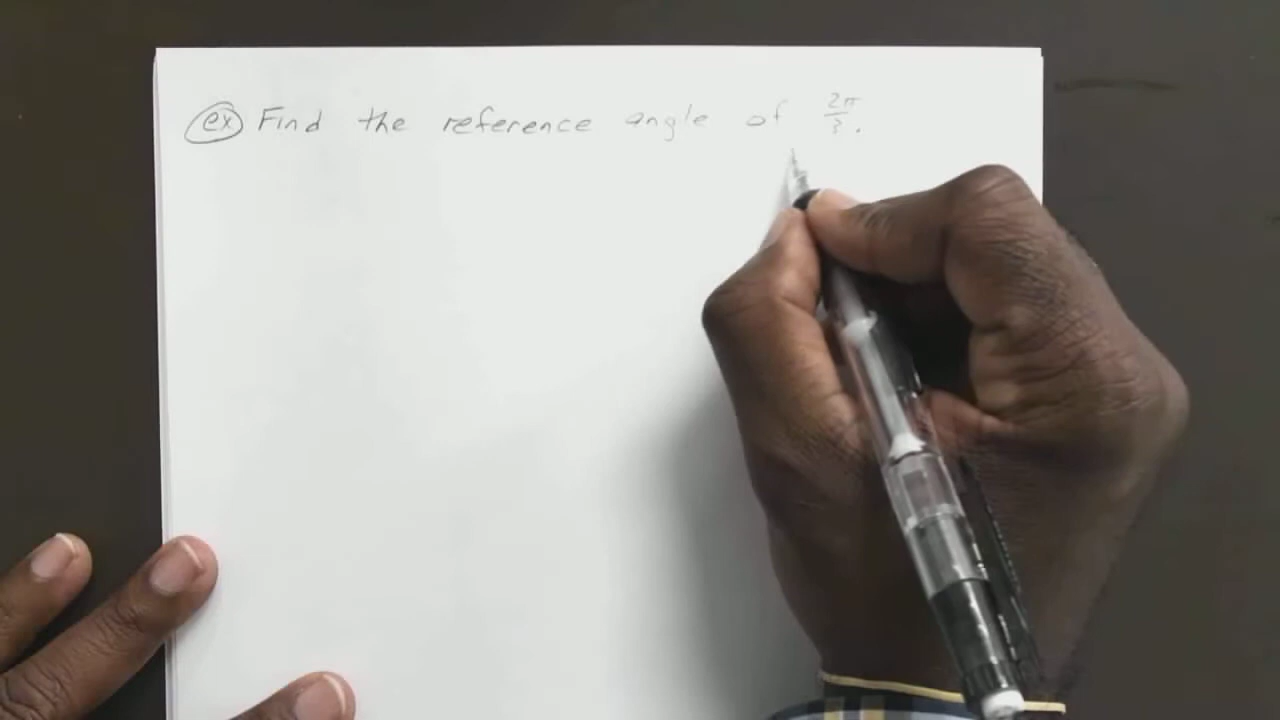 ex Find the reference angle of 2π/3.